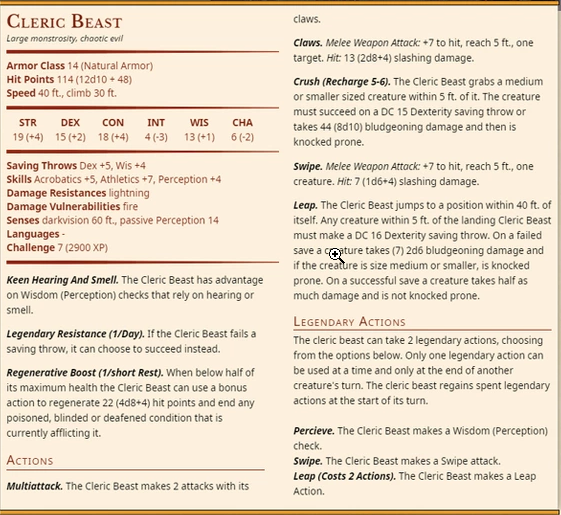 CLERIC BEAST
Large monstrosity, chaotic evil
Armor Class 14 (Natural Armor)
Hit Points 114 (12d10 + 48)
Speed 40 ft., climb 30 ft.
STR DEX CON INT WIS CHA
19 (+4) 15 (+2) 18 (+4) 4 (-3) 13 (+1) 6 (-2)
Saving Throws Dex +5, Wis +4
Skills Acrobatics +5, Athletics +7, Perception +4
Damage Resistances lightning
Damage Vulnerabilities fire
Senses darkvision 60 ft., passive Perception 14
Languages -
Challenge 7 (2900 XP)
Keen Hearing And Smell. The Cleric Beast has advantage
on Wisdom (Perception) checks that rely on hearing or
smell.
Legendary Resistance (1/Day). If the Cleric Beast fails a
saving throw, it can choose to succeed instead.
Regenerative Boost (1/short Rest). When below half of
its maximum health the Cleric Beast can use a bonus
action to regenerate 22 (4d8+4) hit points and end any
poisoned, blinded or deafened condition that is
currently afflicting it.
ACTIONS
Multiattack. The Cleric Beast makes 2 attacks with its
claws.
Claws. Melee Weapon Attack: +7 to hit, reach 5 ft., one
target. Hit: 13 (2d8+4) slashing damage.
Crush (Recharge 5-6). The Cleric Beast grabs a medium
or smaller sized creature within 5 ft. of it. The creature
must succeed on a DC 15 Dexterity saving throw or
takes 44 (8d10) bludgeoning damage and then is
knocked prone.
Swipe. Melee Weapon Attack: +7 to hit, reach 5 ft., one
creature. Hit: 7 (1d6+4) slashing damage.
Leap. The Cleric Beast jumps to a position within 40 ft. of
itself. Any creature within 5 ft. of the landing Cleric Beast
must make a DC 16 Dexterity saving throw. On a failed
save a creature takes (7) 2d6 bludgeoning damage and
if the creature is size medium or smaller, is knocked
prone. On a successful save a creature takes half as
much damage and is not knocked prone.
LEGENDARY ACTIONS
The cleric beast can take 2 legendary actions, choosing
from the options below. Only one legendary action can
be used at a time and only at the end of another
creature's turn. The cleric beast regains spent legendary
actions at the start of its turn.
Percieve. The Cleric Beast makes a Wisdom (Perception)
check.
Swipe. The Cleric Beast makes a Swipe attack.
Leap (Costs 2 Actions). The Cleric Beast makes a Leap
Action.